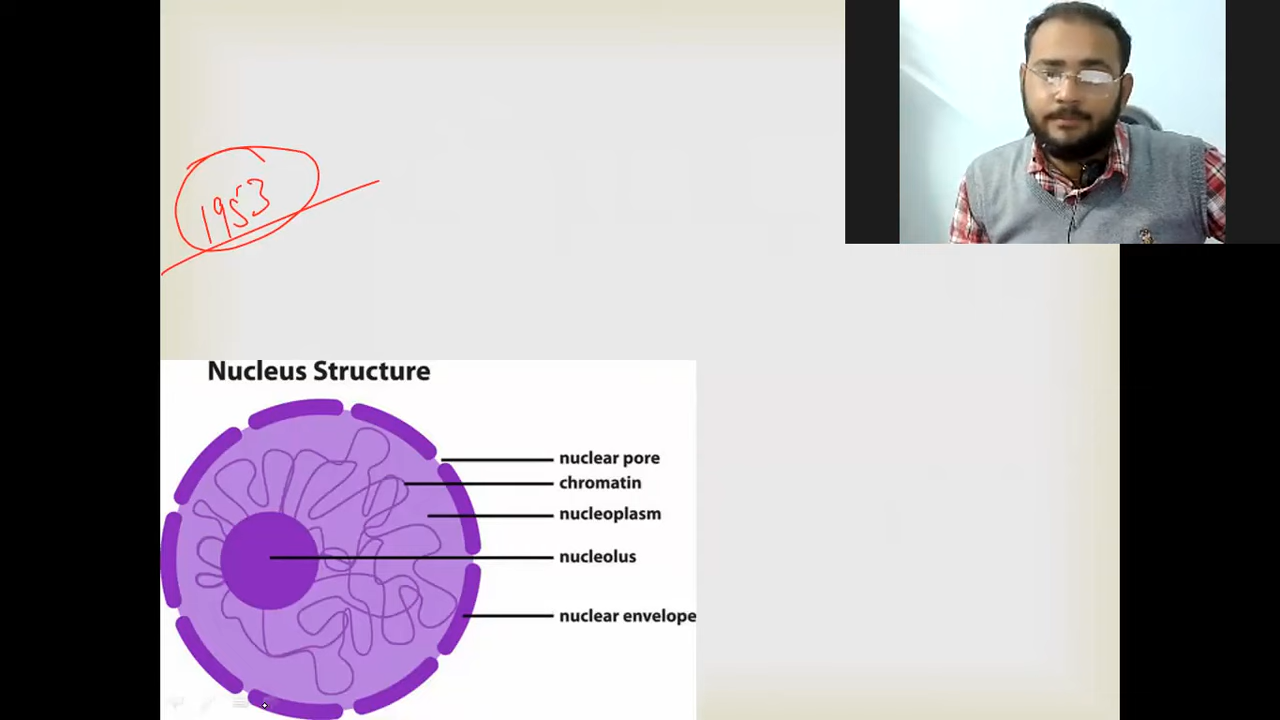 1953
Nucleus Structure
nuclear pore
chromatin
nucleoplasm
nucleolus
nuclear envelope